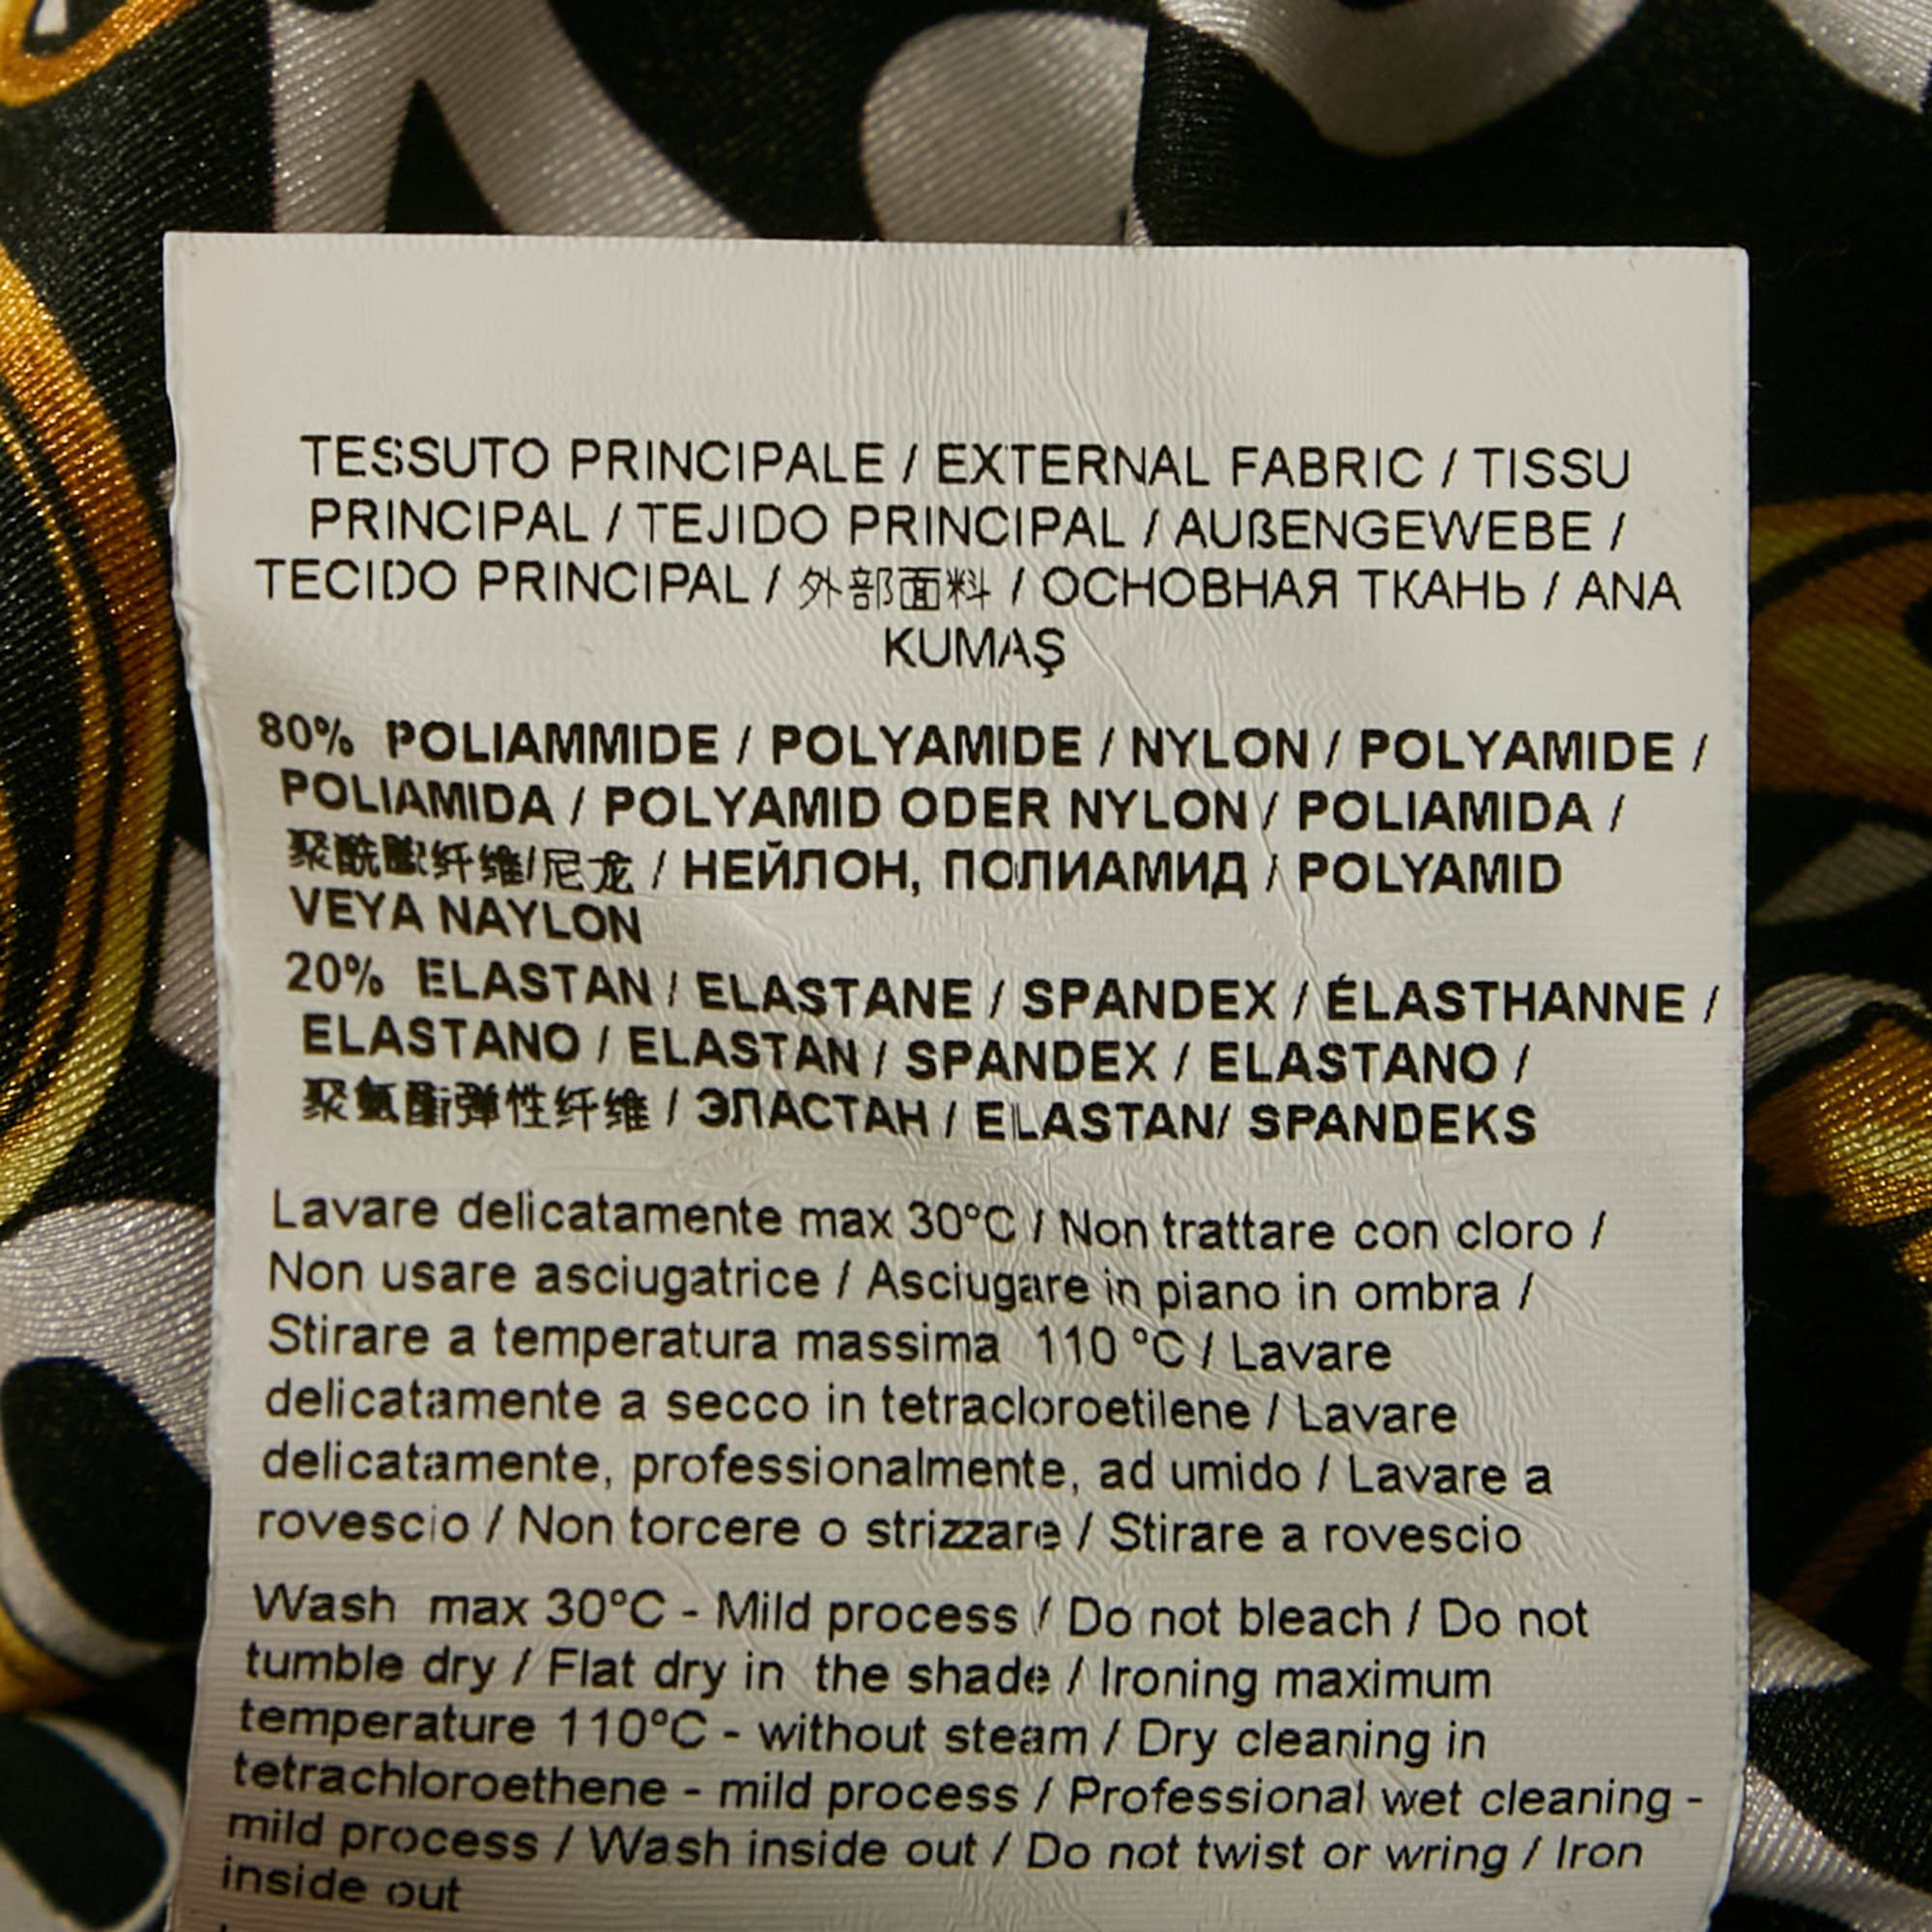 TESSUTO PRINCIPALE / EXTERNAL FABRIC / TISSU
PRINCIPAL / TEJIDO PRINCIPAL / AUßENGEWEBE /
TECIDO PRINCIPAL / 外部面料 / ОСНОВНАЯ ТКАНЬ / ANA
KUMAŞ
80% POLIAMMIDE / POLYAMIDE / NYLON / POLYAMIDE /
POLIAMIDA / POLYAMID ODER NYLON / POLIAMIDA /
聚酰胺纤维/尼龙 / НЕЙЛОН, ПОЛИАМИД / POLYAMID
VEYA NAYLON
20% ELASTAN / ELASTANE / SPANDEX / ÉLASTHANNE /
ELASTANO / ELASTAN / SPANDEX / ELASTANO /
聚氨酯弹性纤维 / ЭЛАСТАН / ELASTAN/ SPANDEKS
Lavare delicatamente max 30°C / Non trattare con cloro /
Non usare asciugatrice / Asciugare in piano in ombra /
Stirare a temperatura massima 110 °C / Lavare
delicatamente a secco in tetracloroetilene / Lavare
delicatamente, professionalmente, ad umido / Lavare a
rovescio / Non torcere o strizzare / Stirare a rovescio
Wash max 30°C - Mild process / Do not bleach / Do not
tumble dry / Flat dry in the shade / Ironing maximum
temperature 110°C - without steam / Dry cleaning in
tetrachloroethene - mild process / Professional wet cleaning -
mild process / Wash inside out / Do not twist or wring / Iron
inside out